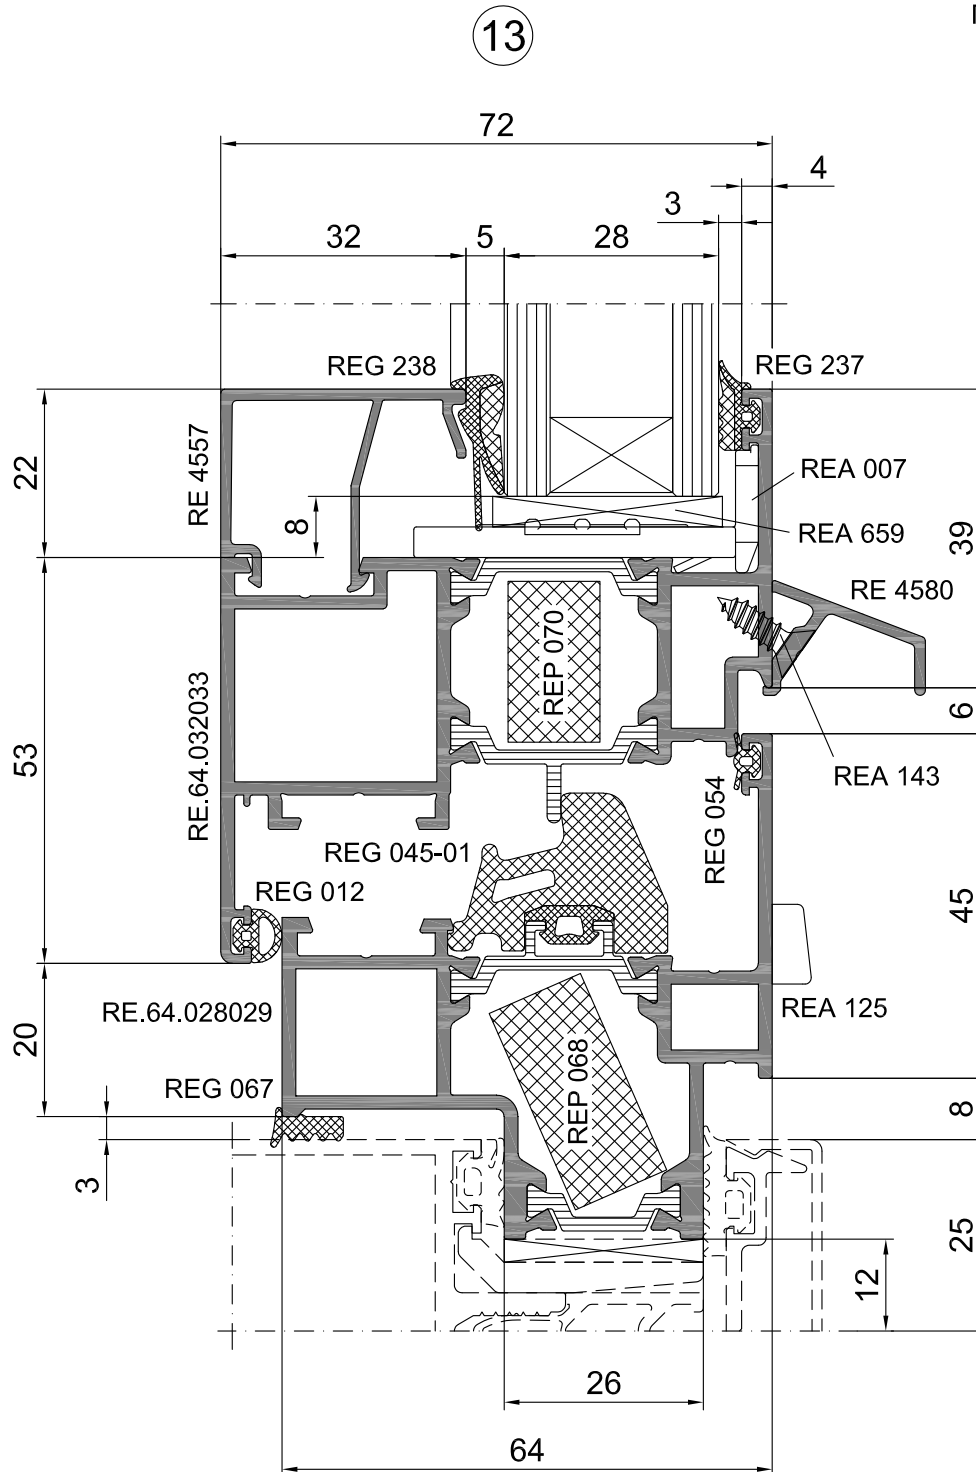 13
72
4
3
32
5
28
REG 238
REG 237
RE 4557
22
8
REA 007
REA 659
39
RE 4580
REP 070
6
RE.64.032033
53
REA 143
REG 054
REG 045-01
REG 012
45
RE.64.028029
REA 125
20
REG 067
REP 068
8
3
25
12
26
64